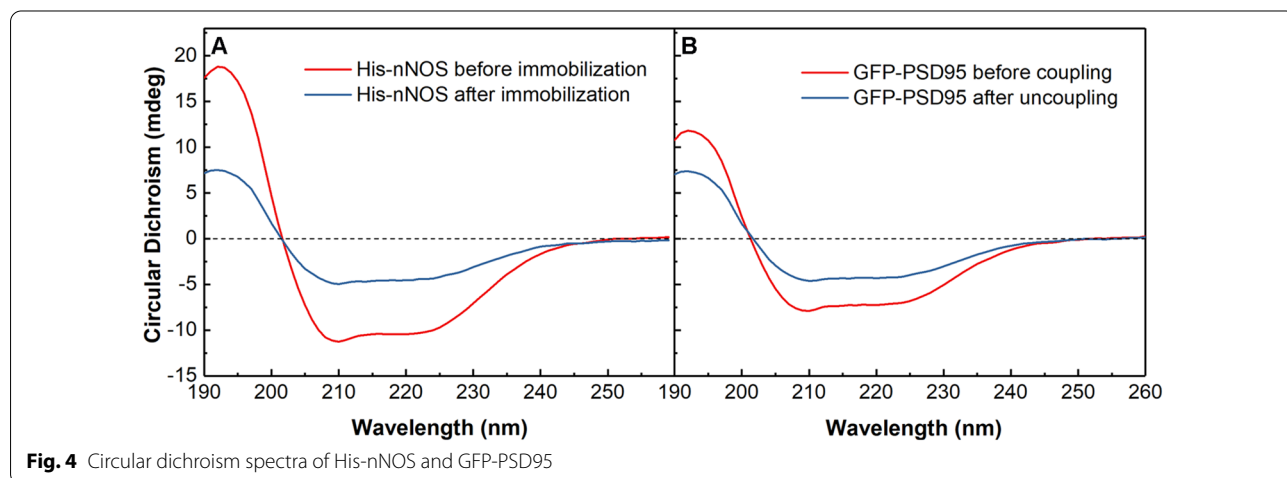 A
B
His-nNOS before immobilization
His-nNOS after immobilization
GFP-PSD95 before coupling
GFP-PSD95 after uncoupling
Circular Dichroism (mdeg)
20
15
10
5
0
-5
-10
-15
190 200 210 220 230 240 250 190 200 210 220 230 240 250 260
Wavelength (nm) Wavelength (nm)
Fig. 4 Circular dichroism spectra of His-nNOS and GFP-PSD95